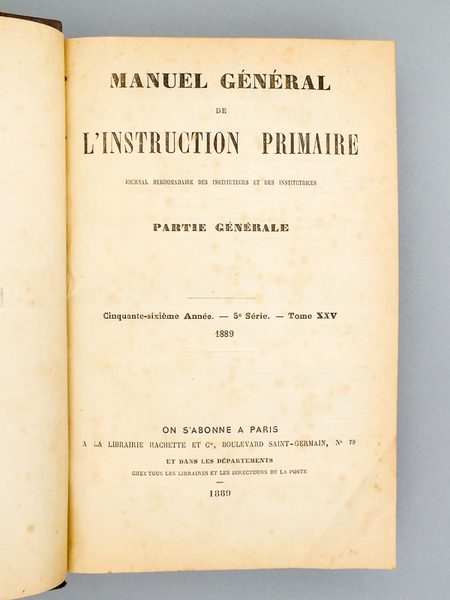 MANUEL GÉNÉRAL
DE
L'INSTRUCTION PRIMAIRE
JOURNAL HEBDOMADAIRE DES INSTITUTEURS ET DES INSTITUTRICES
PARTIE GÉNÉRALE
Cinquante-sixième Année. — 5e Série. — Tome XXV
1889
ON S'ABONNE A PARIS
A LA LIBRAIRIE HACHETTE ET Cie, BOULEVARD SAINT-GERMAIN, No 79
ET DANS LES DÉPARTEMENTS
CHEZ TOUS LES LIBRAIRES ET LES DIRECTEURS DE LA POSTE
1889